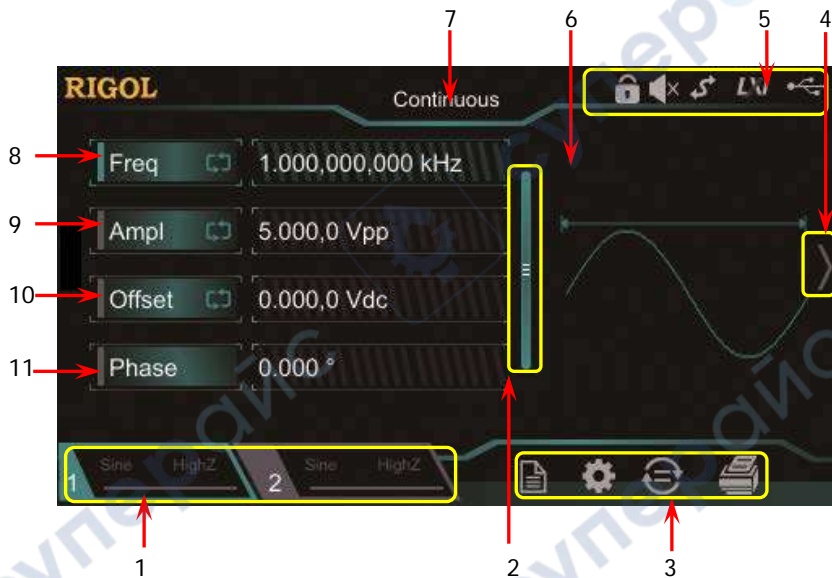 7 6 5 4
RIGOL
Continuous
LXI
8 Freq 1.000,000,000 kHz
9 Ampl 5.000,0 Vpp
10 Offset 0.000,0 Vdc
11 Phase 0.000 °
1 Sine HighZ 2 Sine HighZ
1 2 3
суперайс